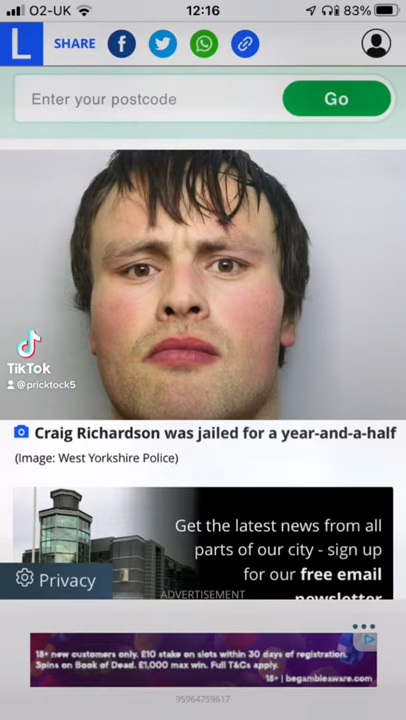 O2-UK
12:16
83%
L
SHARE
Enter your postcode
Go
TikTok
@pricktock5
Craig Richardson was jailed for a year-and-a-half
(Image: West Yorkshire Police)
Get the latest news from all
parts of our city - sign up
for our free email
newsletter
Privacy
ADVERTISEMENT
18+ new customers only. £10 stake on slots within 30 days of registration.
Spins on Book of Dead. £1,000 max win. Full T&Cs apply.
18+ | begambleaware.com
95964759617